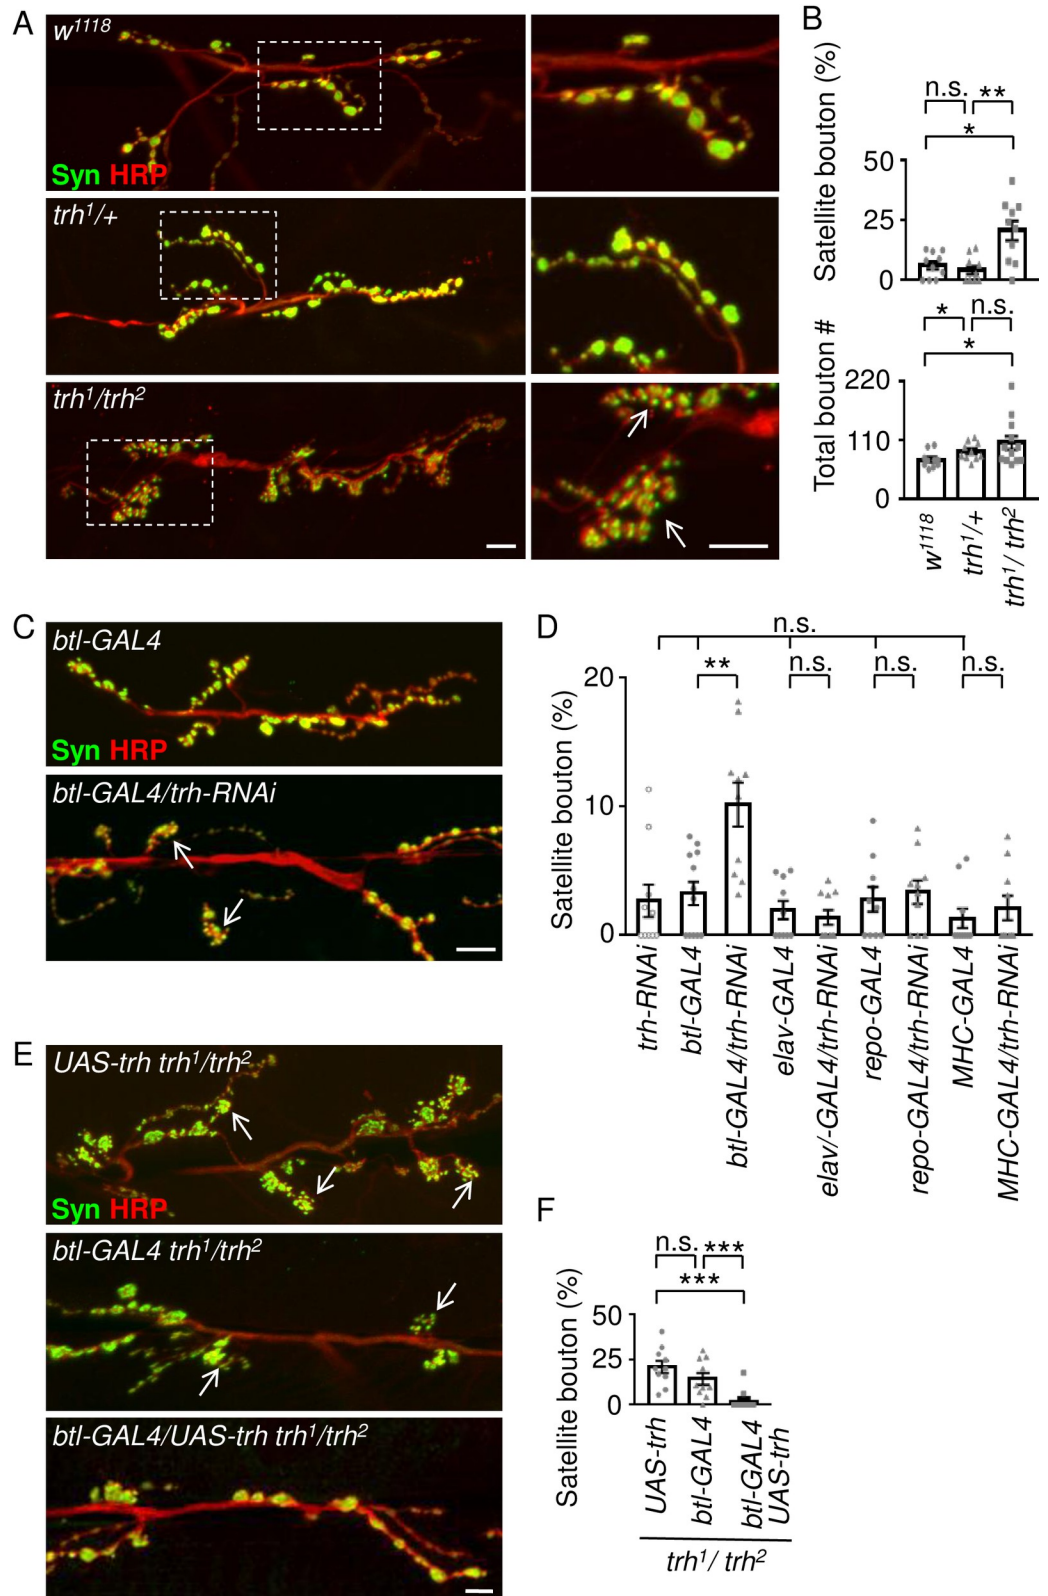 A
w1118
Syn HRP
trh1/+
trh1/trh2
B
Satellite bouton (%)
n.s. **
*
50
25
0
Total bouton #
* n.s.
*
220
110
0
w1118
trh1/+
trh1/ trh2
C
btl-GAL4
Syn HRP
btl-GAL4/trh-RNAi
D
n.s.
** n.s. n.s. n.s.
Satellite bouton (%)
20
10
0
trh-RNAi
btl-GAL4
btl-GAL4/trh-RNAi
elav-GAL4
elav/-GAL4/trh-RNAi
repo-GAL4
repo-GAL4/trh-RNAi
MHC-GAL4
MHC-GAL4/trh-RNAi
E
UAS-trh trh1/trh2
Syn HRP
btl-GAL4 trh1/trh2
btl-GAL4/UAS-trh trh1/trh2
F
n.s. ***
***
Satellite bouton (%)
50
25
0
UAS-trh
btl-GAL4
btl-GAL4
UAS-trh
trh1/ trh2